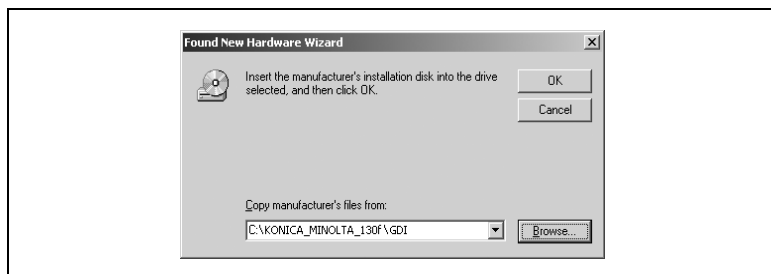 Found New Hardware Wizard
Insert the manufacturer's installation disk into the drive
selected, and then click OK.
OK
Cancel
Copy manufacturer's files from:
C:\KONICA_MINOLTA_130f\GDI
Browse...